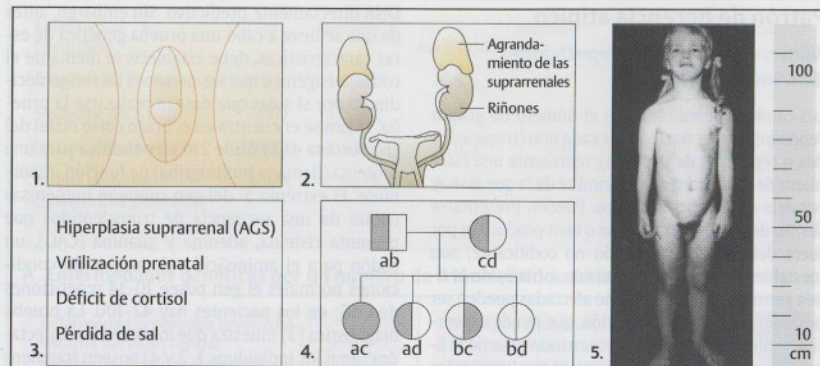 1.
2.
Agranda-
miento de las
suprarrenales
Riñones
Hiperplasia suprarrenal (AGS)
Virilización prenatal
Déficit de cortisol
Pérdida de sal
3.
ab
cd
ac
ad
bc
bd
4.
5.
100
50
10
cm